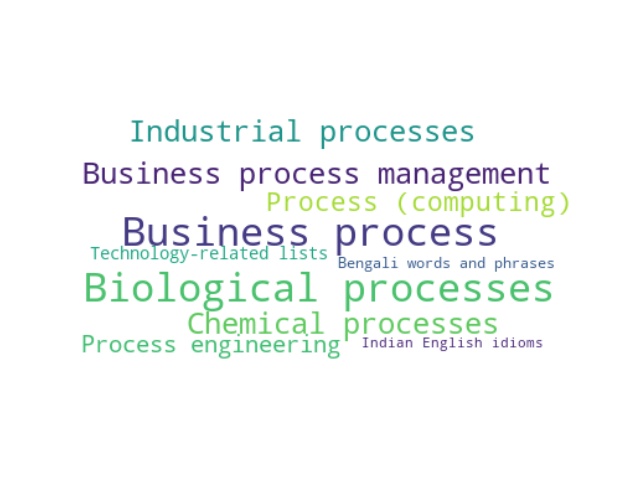 Industrial processes
Business process management
Process (computing)
Business process
Technology-related lists
Bengali words and phrases
Biological processes
Chemical processes
Process engineering
Indian English idioms